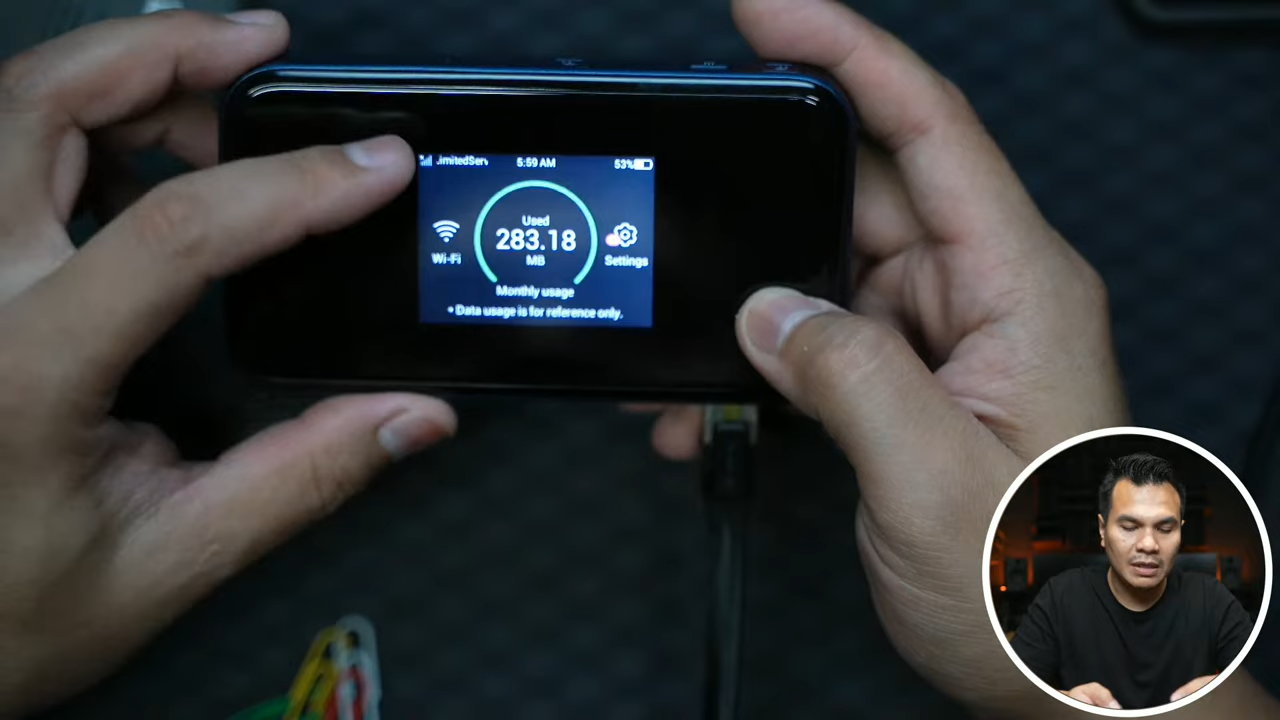 .imitedServ 5:59 AM 53%
Used
283.18
MB
Wi-Fi
Settings
Monthly usage
• Data usage is for reference only.